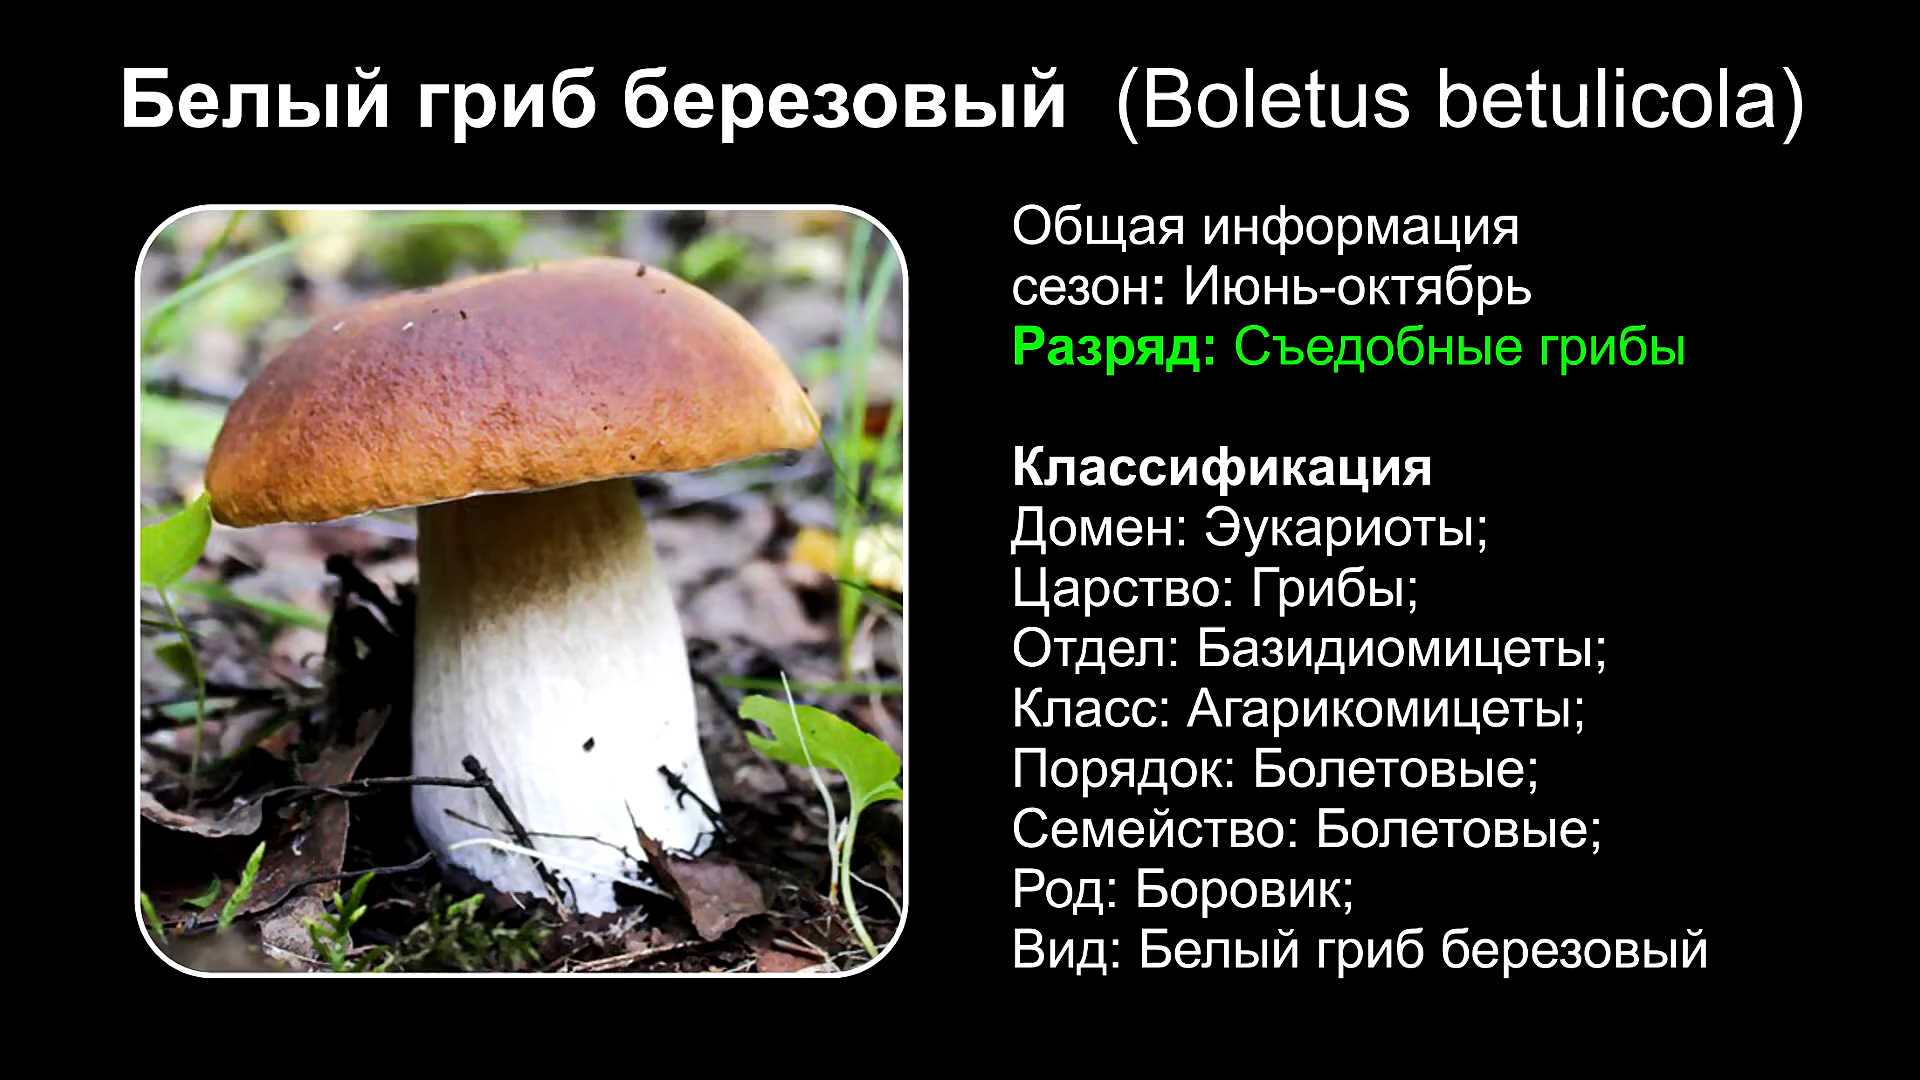 Белый гриб березовый (Boletus betulicola)
Общая информация
сезон: Июнь-октябрь
Разряд: Съедобные грибы
Классификация
Домен: Эукариоты;
Царство: Грибы;
Отдел: Базидиомицеты;
Класс: Агарикомицеты;
Порядок: Болетовые;
Семейство: Болетовые;
Род: Боровик;
Вид: Белый гриб березовый